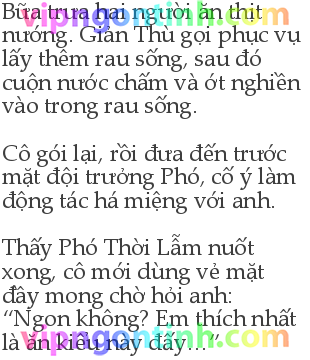 Bữa trưa hai người ăn thịt
nướng. Giản Thù gọi phục vụ
lấy thêm rau sống, sau đó
cuộn nước chấm và ớt nghiền
vào trong rau sống.
Cô gói lại, rồi đưa đến trước
mặt đội trưởng Phó, cố ý làm
động tác há miệng với anh.
Thấy Phó Thời Lẫm nuốt
xong, cô mới dùng vẻ mặt
đầy mong chờ hỏi anh:
“Ngon không? Em thích nhất
là ăn kiểu này đấy…”
vipngontinh.com
vipngontinh.com